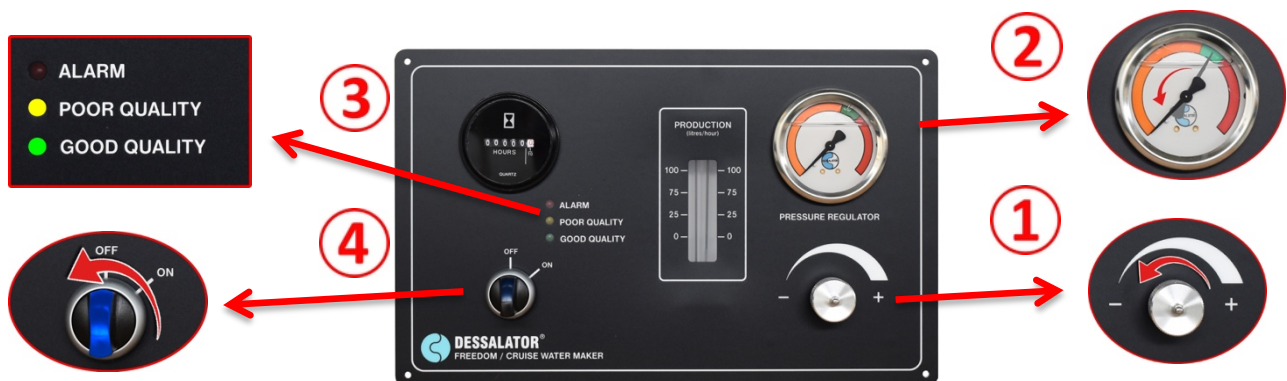 ALARM
POOR QUALITY
GOOD QUALITY
3
2
PRODUCTION
(litres/hour)
HOURS
QUARTZ
100 100
75 75
25 25
0 0
PRESSURE REGULATOR
ALARM
POOR QUALITY
GOOD QUALITY
4
1
OFF
ON
OFF
ON
- +
- +
DESSALATOR®
FREEDOM / CRUISE WATER MAKER